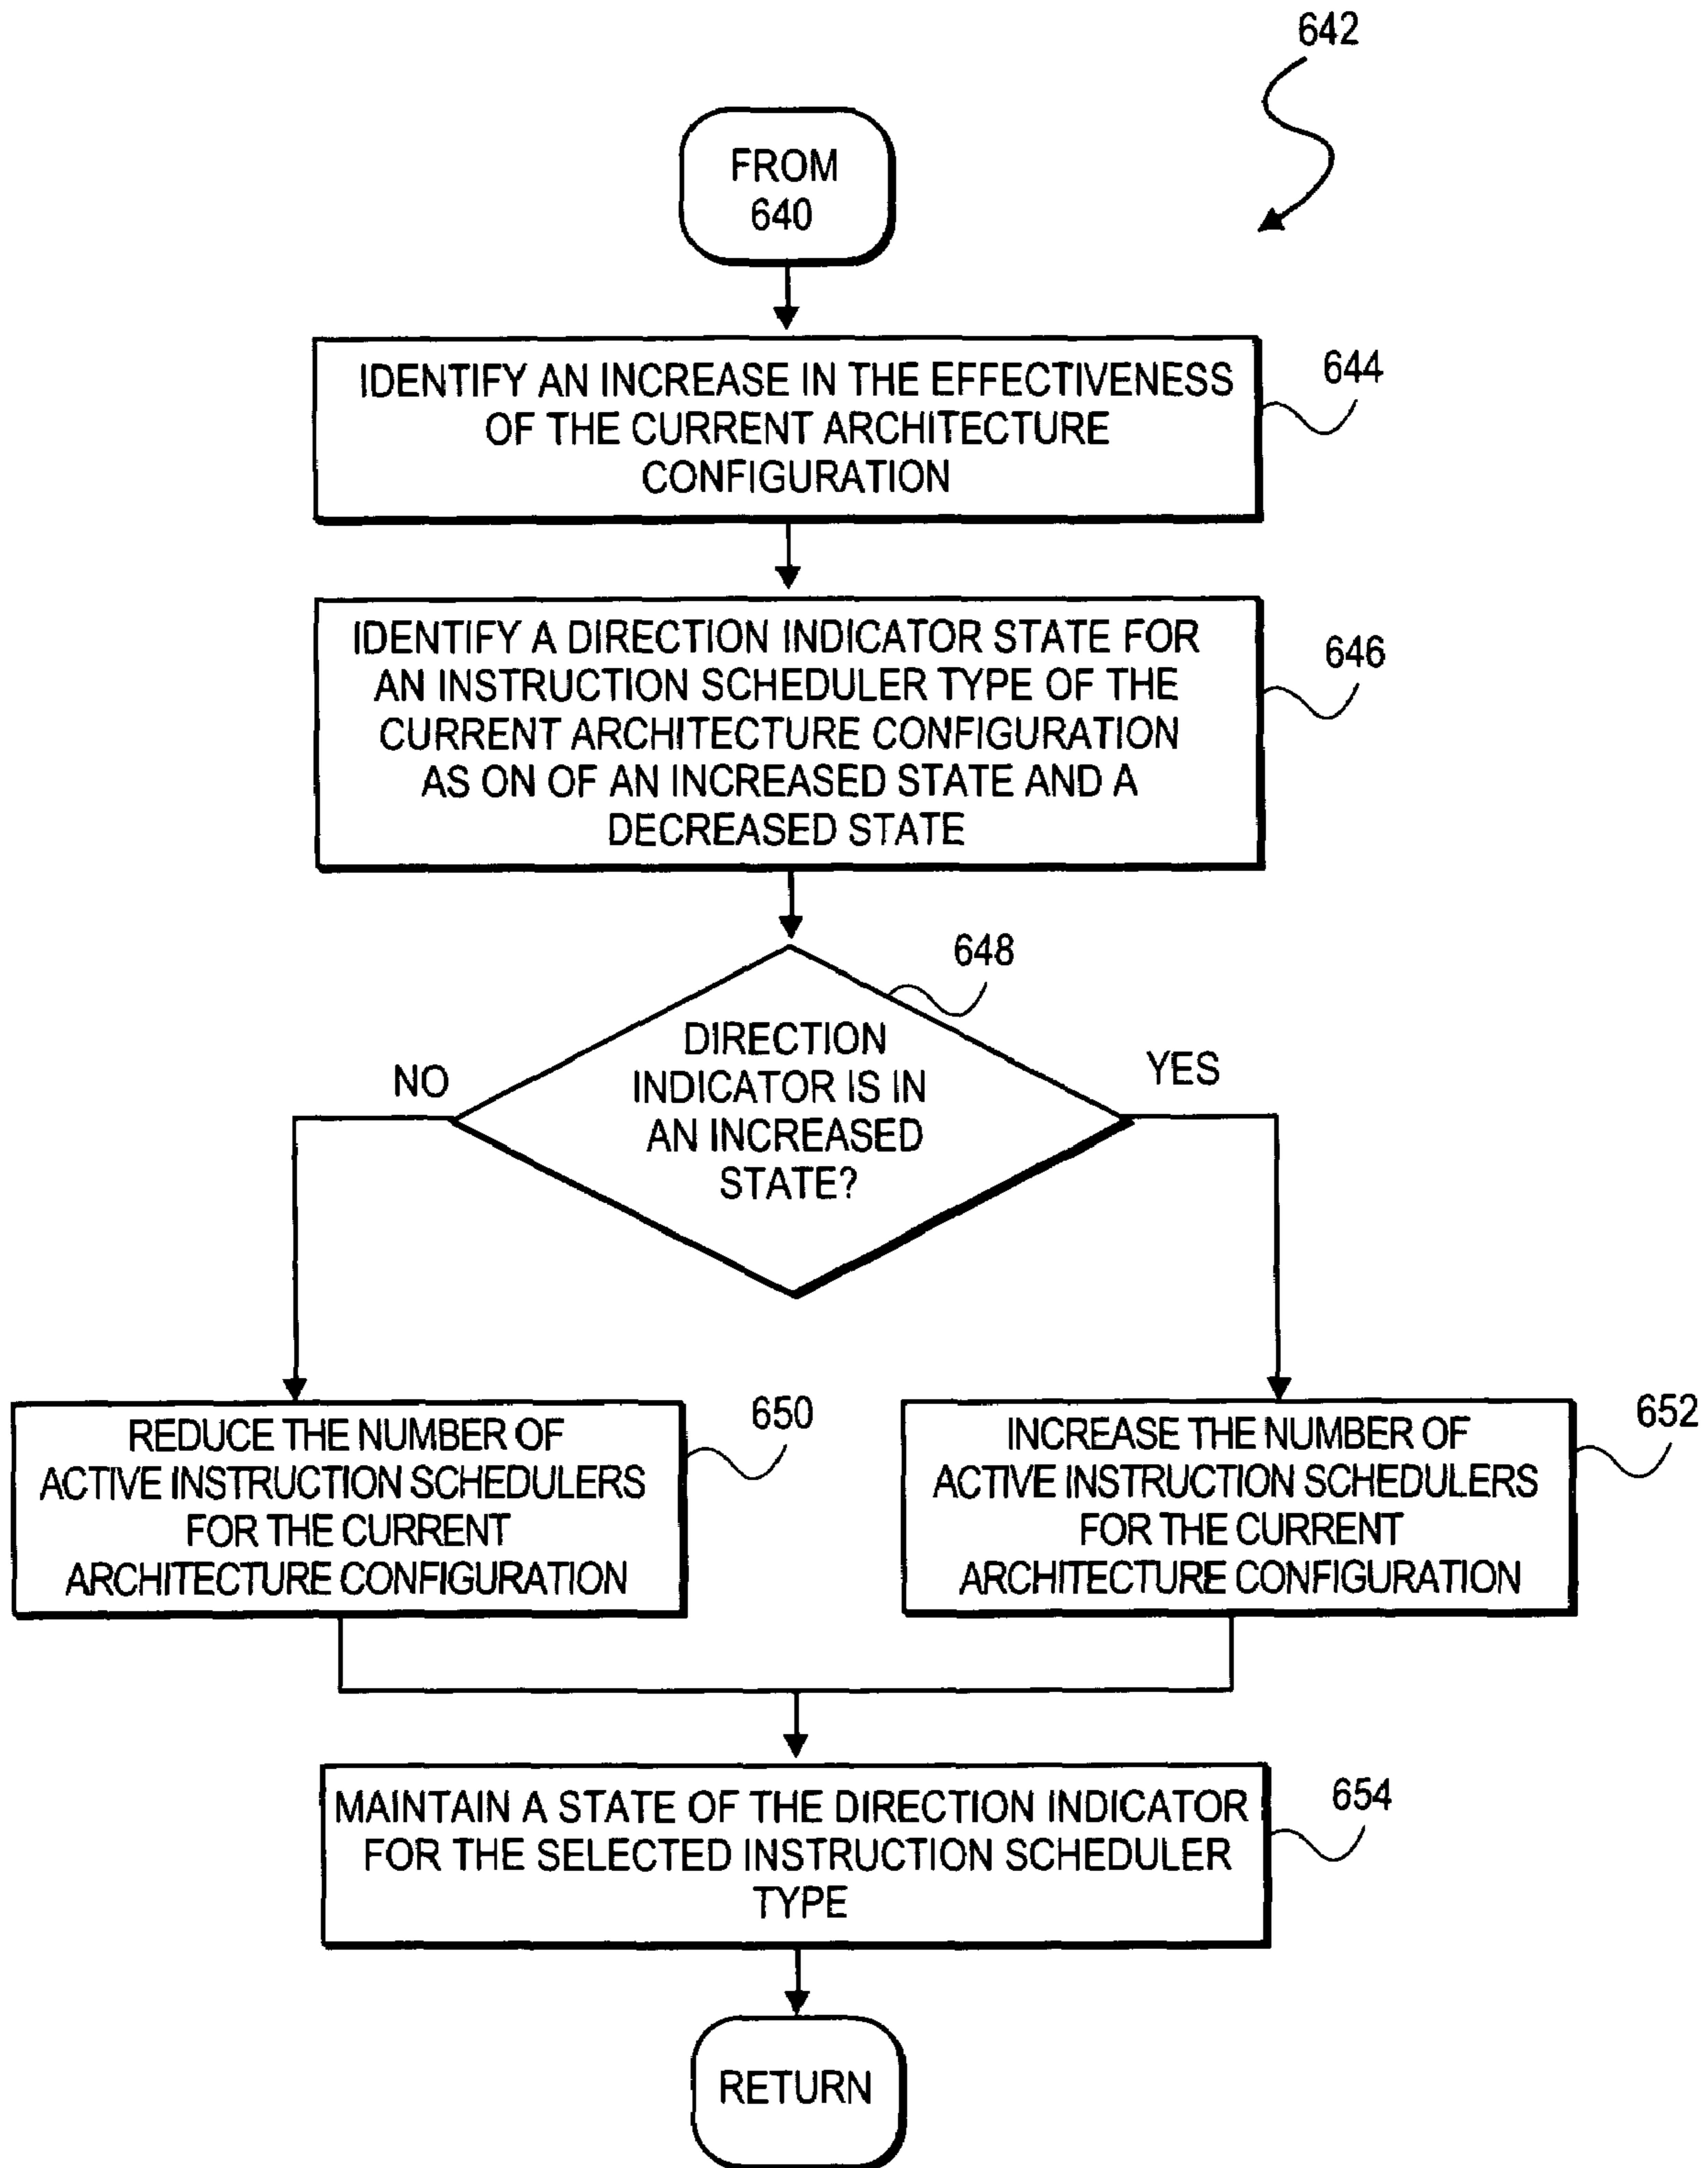 642
FROM
640
IDENTIFY AN INCREASE IN THE EFFECTIVENESS
OF THE CURRENT ARCHITECTURE
CONFIGURATION
644
IDENTIFY A DIRECTION INDICATOR STATE FOR
AN INSTRUCTION SCHEDULER TYPE OF THE
CURRENT ARCHITECTURE CONFIGURATION
AS ON OF AN INCREASED STATE AND A
DECREASED STATE
646
648
DIRECTION
INDICATOR IS IN
AN INCREASED
STATE?
NO
YES
REDUCE THE NUMBER OF
ACTIVE INSTRUCTION SCHEDULERS
FOR THE CURRENT
ARCHITECTURE CONFIGURATION
650
INCREASE THE NUMBER OF
ACTIVE INSTRUCTION SCHEDULERS
FOR THE CURRENT
ARCHITECTURE CONFIGURATION
652
MAINTAIN A STATE OF THE DIRECTION INDICATOR
FOR THE SELECTED INSTRUCTION SCHEDULER
TYPE
654
RETURN